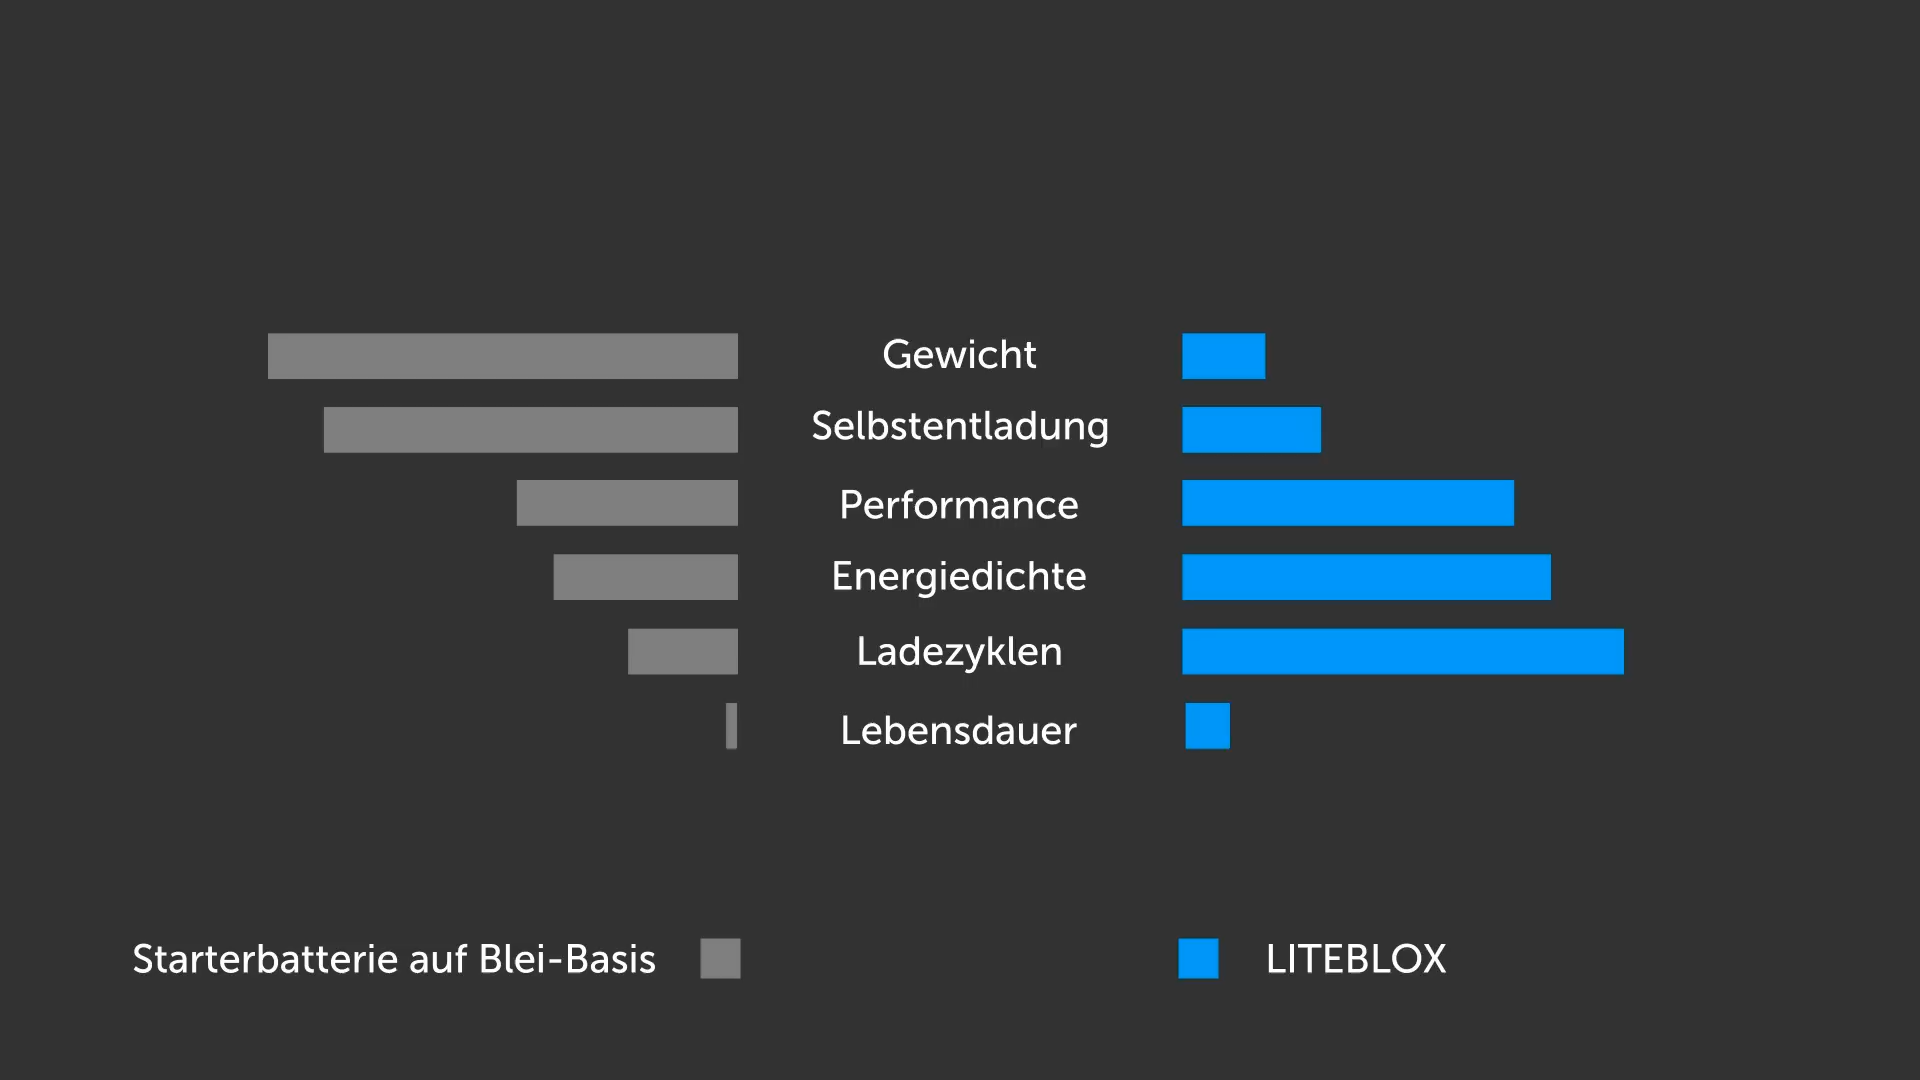 Gewicht
Selbstentladung
Performance
Energiedichte
Ladezyklen
Lebensdauer
Starterbatterie auf Blei-Basis
LITEBLOX